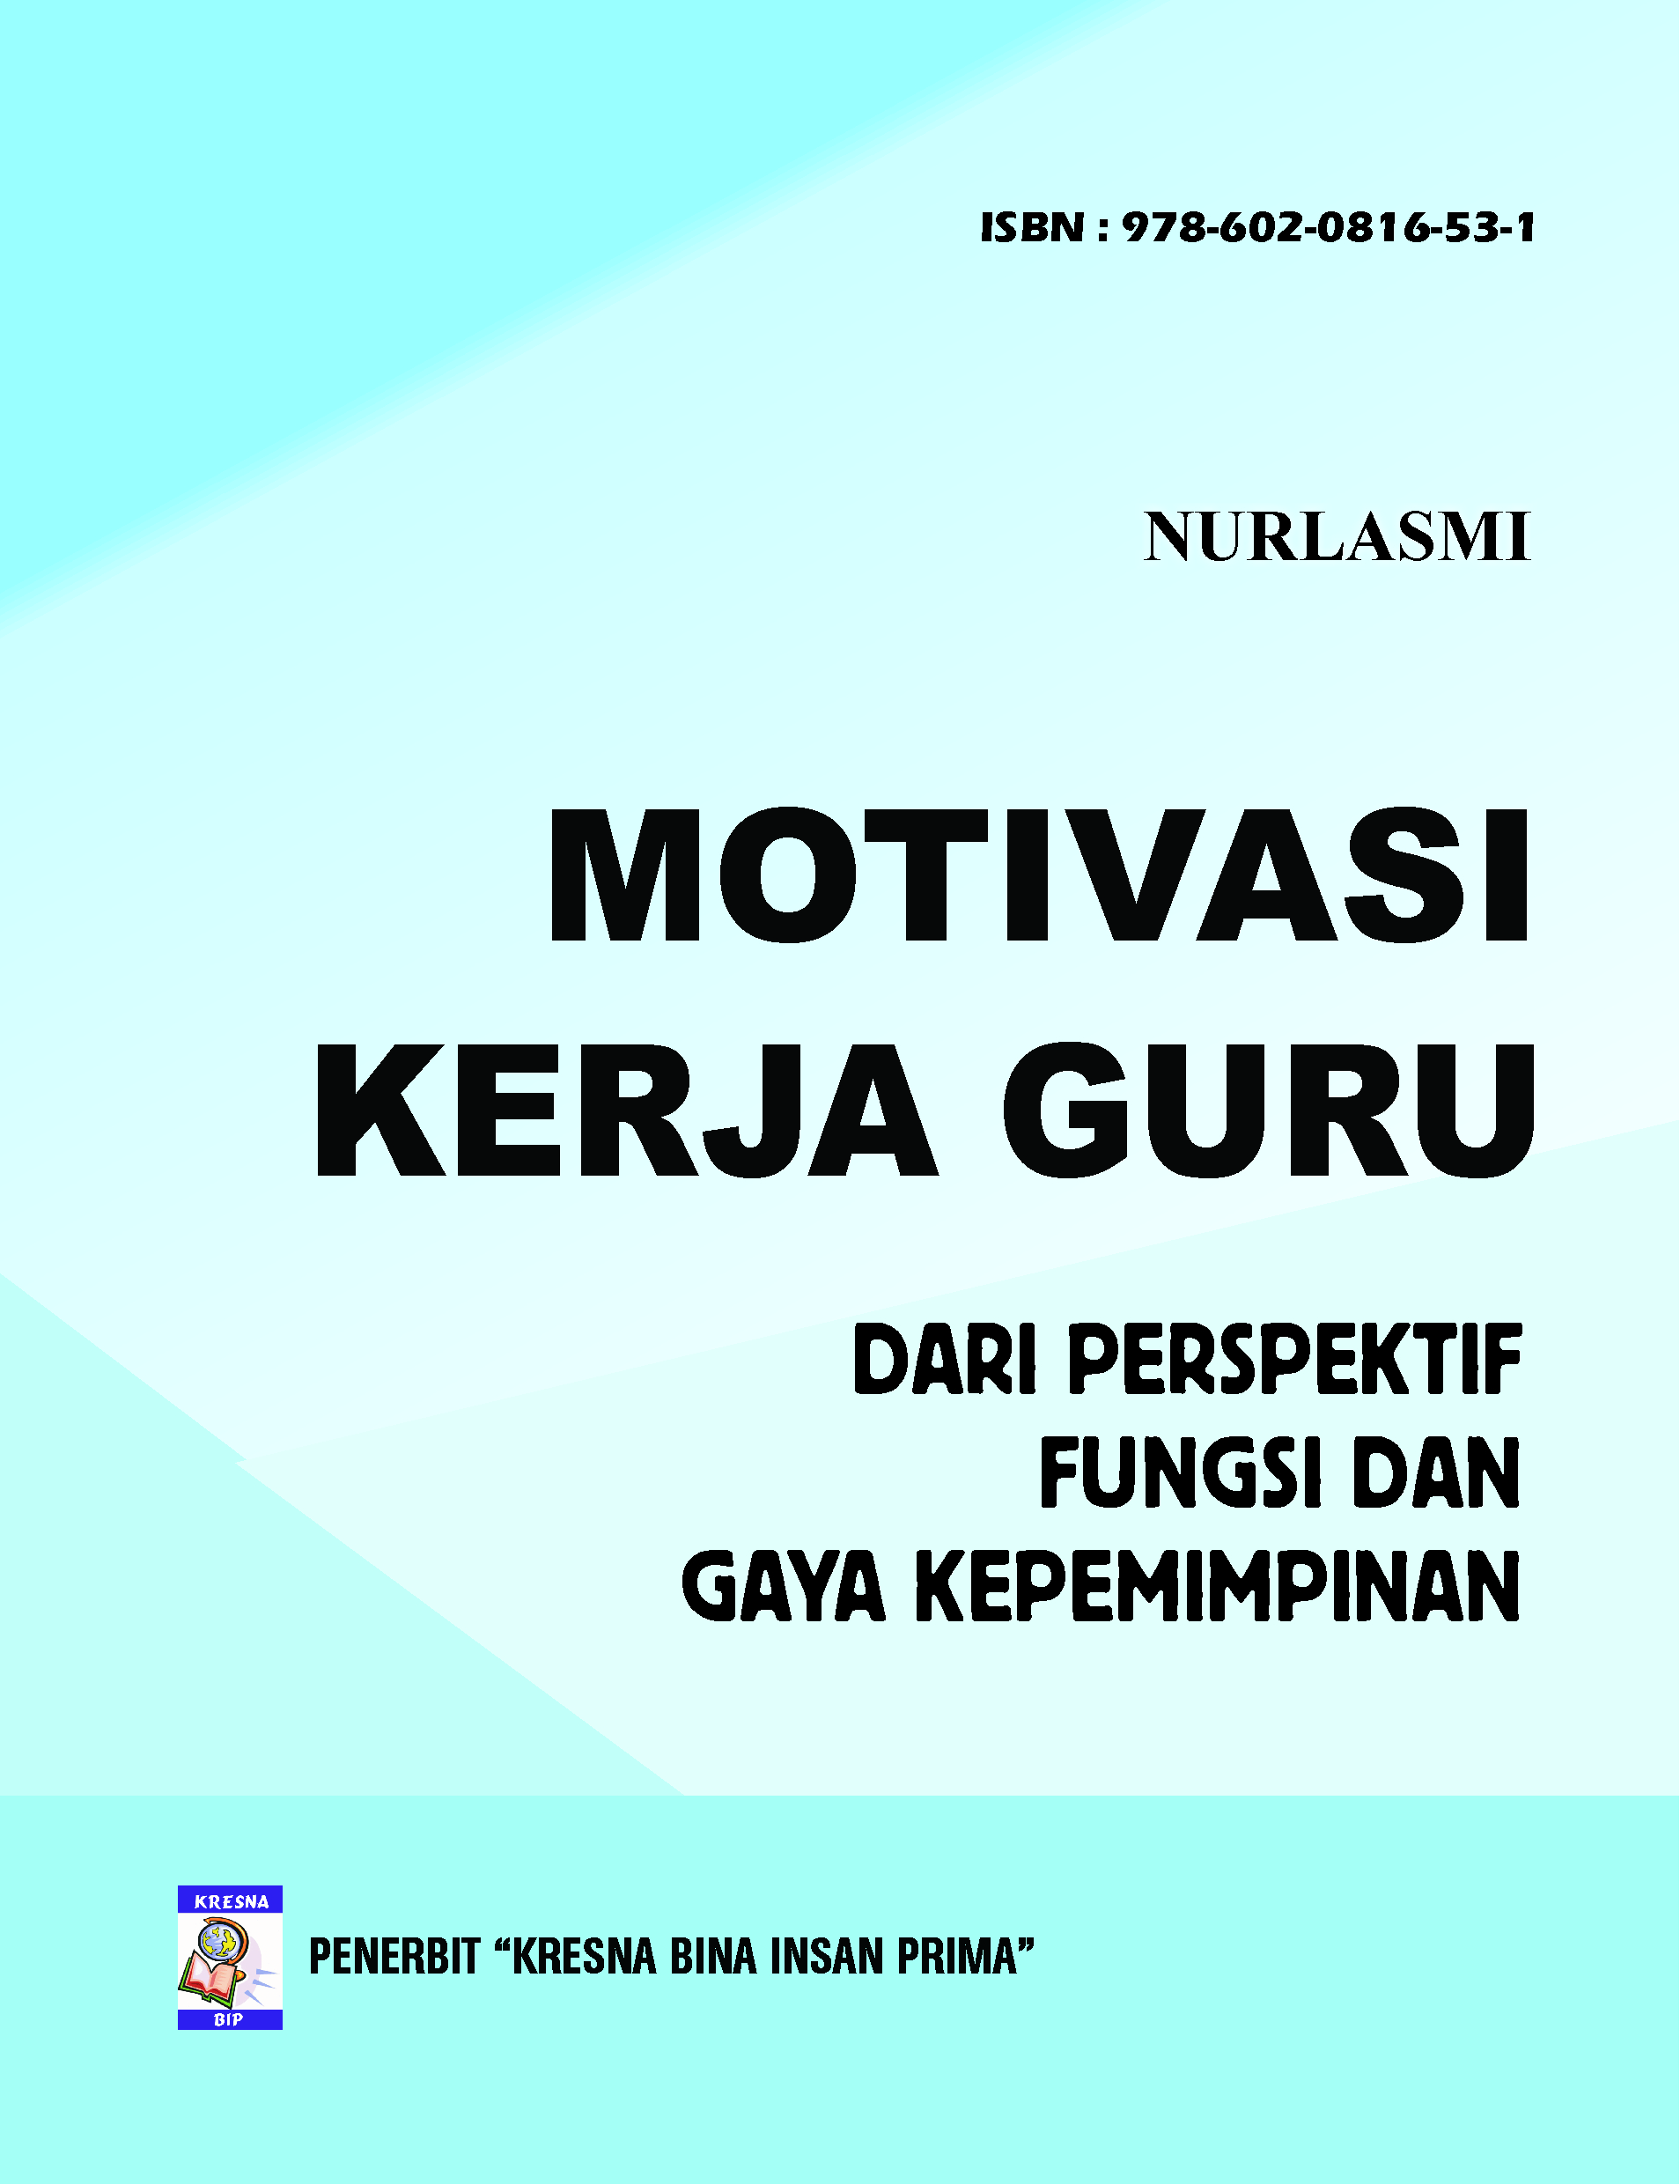 ISBN : 978-602-0816-53-1
NURLASMI
MOTIVASI
KERJA GURU
DARI PERSPEKTIF
FUNGSI DAN
GAYA KEPEMIMPINAN
KRESNA
PENERBIT “KRESNA BINA INSAN PRIMA”
BIP